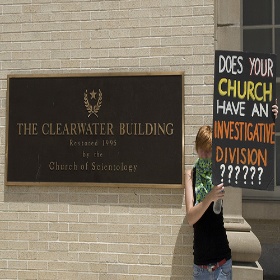 THE CLEARWATER BUILDING
Restored 1995
by the
Church of Scientology
DOES YOUR
CHURCH
HAVE AN
INVESTIGATIVE
DIVISION
??????